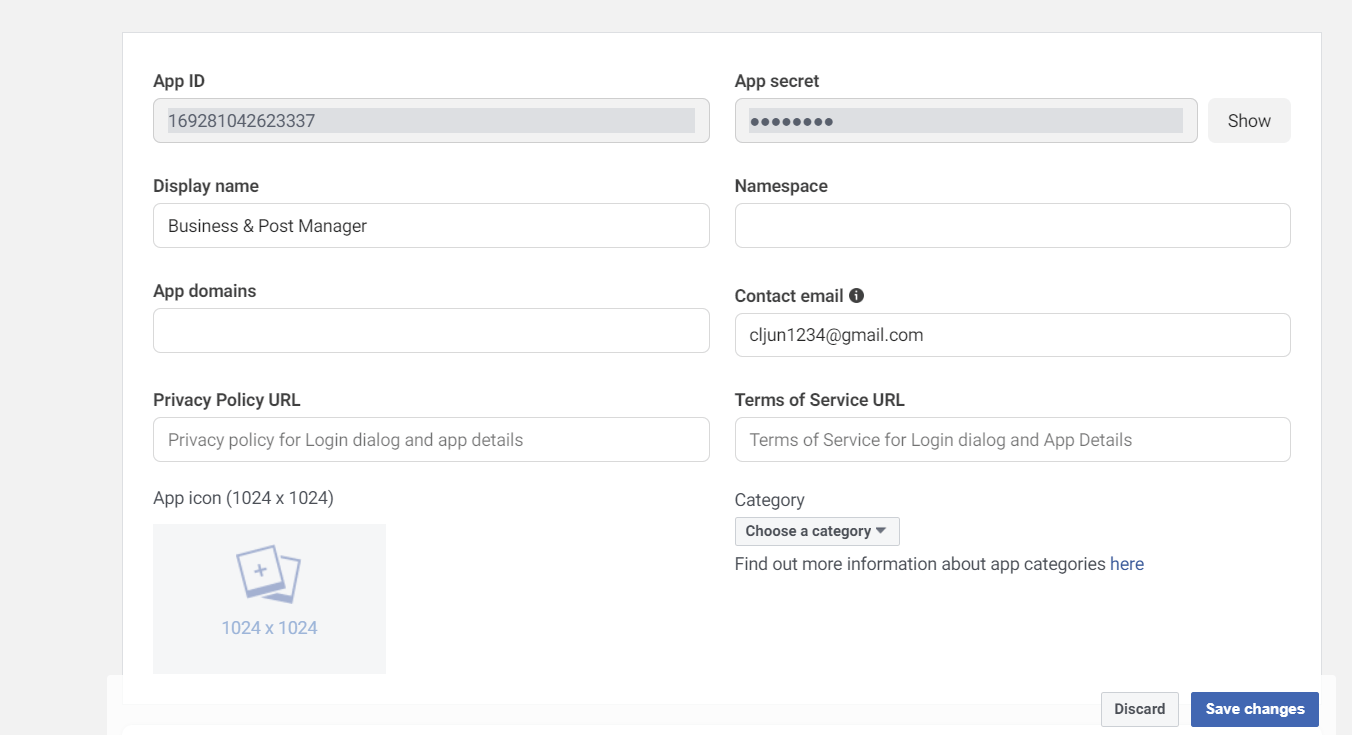 App ID
App secret
169281042623337
••••••••
Show
Display name
Namespace
Business & Post Manager
App domains
Contact email
cljun1234@gmail.com
Privacy Policy URL
Terms of Service URL
Privacy policy for Login dialog and app details
Terms of Service for Login dialog and App Details
App icon (1024 x 1024)
Category
Choose a category
Find out more information about app categories here
1024 x 1024
Discard
Save changes